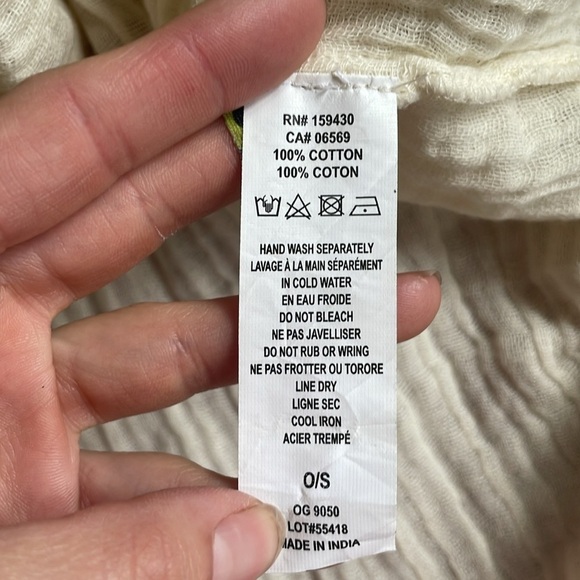 RN# 159430
CA# 06569
100% COTTON
100% COTON
HAND WASH SEPARATELY
LAVAGE À LA MAIN SÉPARÉMENT
IN COLD WATER
EN EAU FROIDE
DO NOT BLEACH
NE PAS JAVELLISER
DO NOT RUB OR WRING
NE PAS FROTTER OU TORORE
LINE DRY
LIGNE SEC
COOL IRON
ACIER TREMPÉ
O/S
OG 9050
LOT#55418
MADE IN INDIA